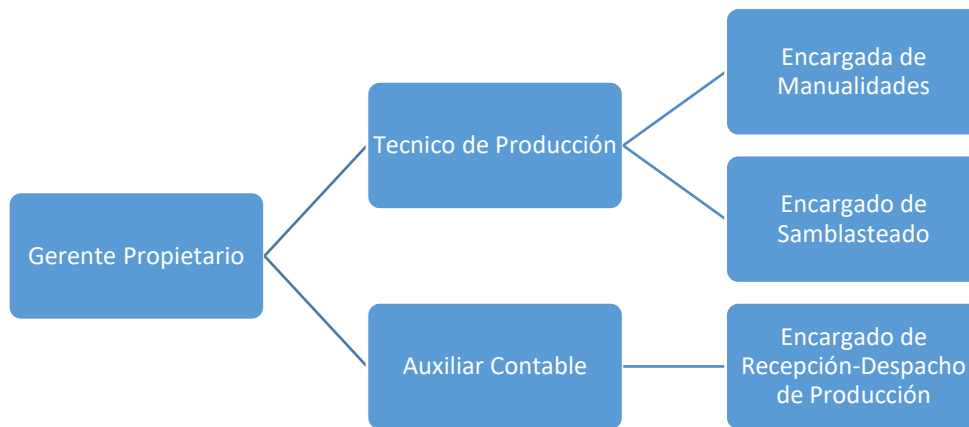 Gerente Propietario
Tecnico de Producción
Encargada de
Manualidades
Encargado de
Samblasteado
Auxiliar Contable
Encargado de
Recepción-Despacho
de Producción